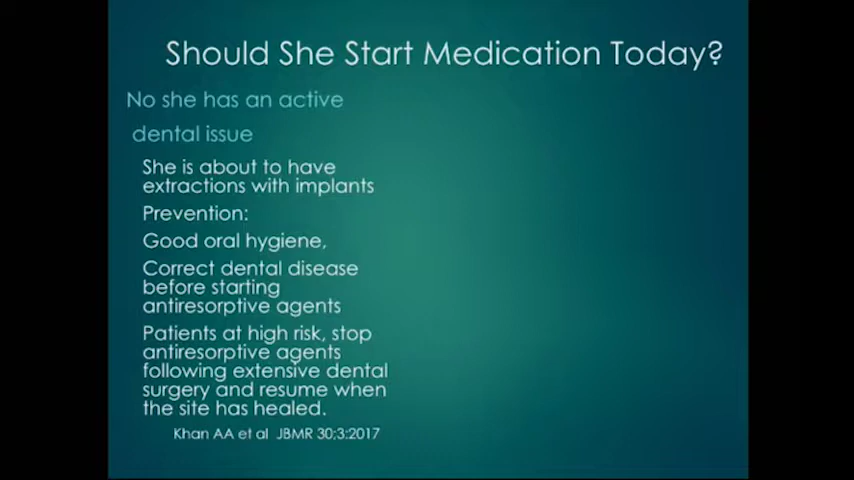 Should She Start Medication Today?
No she has an active
dental issue
She is about to have
extractions with implants
Prevention:
Good oral hygiene,
Correct dental disease
before starting
antiresorptive agents
Patients at high risk, stop
antiresorptive agents
following extensive dental
surgery and resume when
the site has healed.
Khan AA et al JBMR 30:3:2017